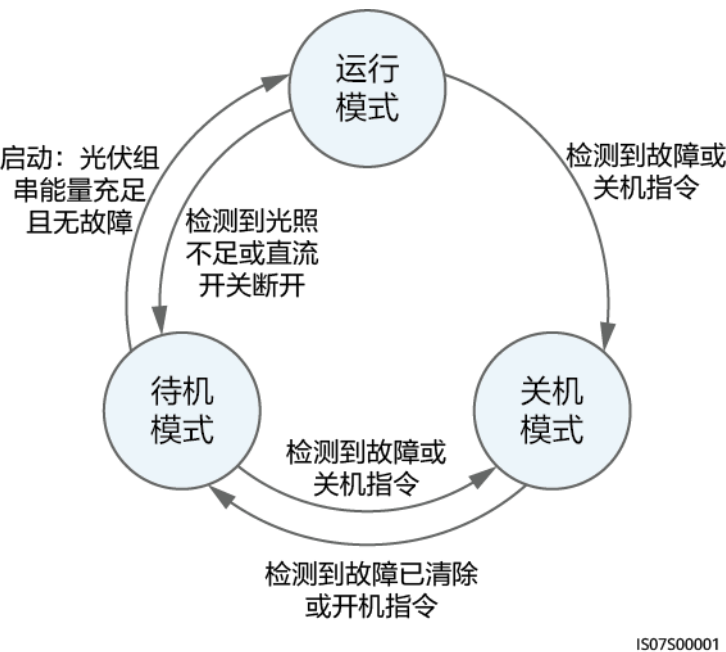 运行
模式
启动：光伏组
串能量充足
且无故障
检测到光照
不足或直流
开关断开
检测到故障或
关机指令
待机
模式
关机
模式
检测到故障或
关机指令
检测到故障已清除
或开机指令
IS07S00001